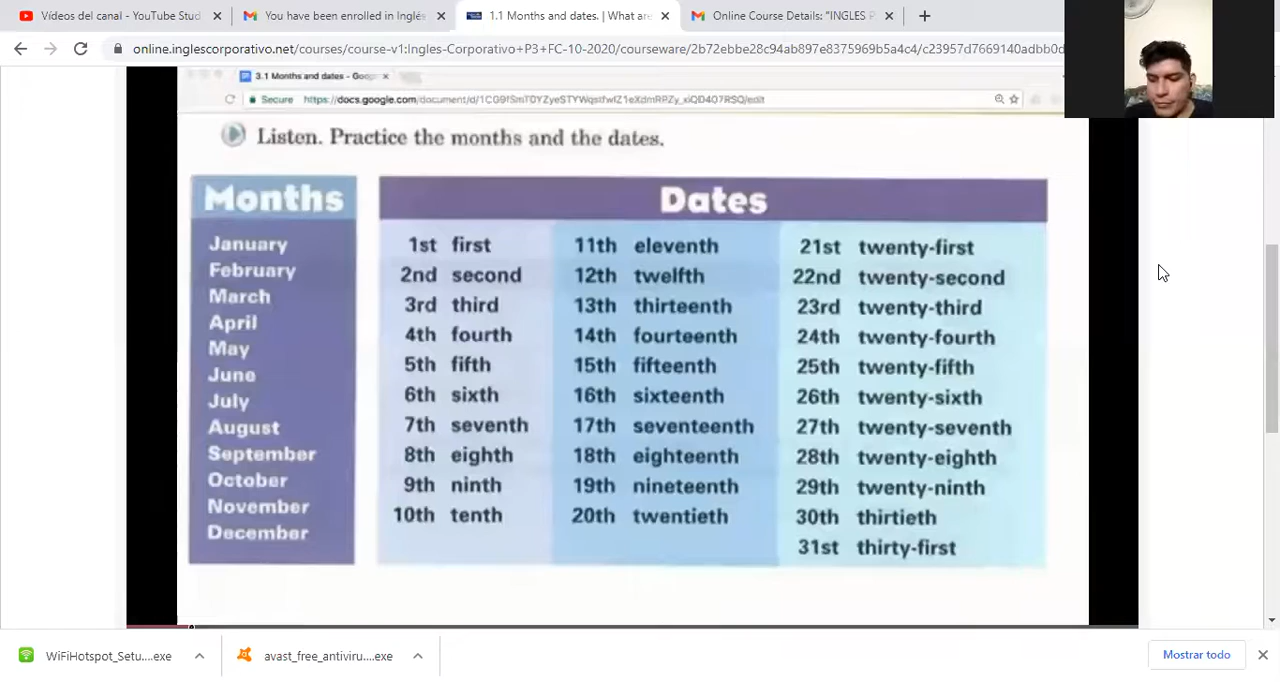 Vídeos del canal - YouTube Stud
You have been enrolled in Inglés
1.1 Months and dates. | What are
Online Course Details: "INGLES P
online.inglescorporativo.net/courses/course-v1:Ingles-Corporativo+P3+FC-10-2020/courseware/2b72ebbe28c94ab897e8375969b5a4c4/c23957d7669140adbb0d
3.1 Months and dates - Goog
Secure https://docs.google.com/document/d/
Listen. Practice the months and the dates.
Months
January
February
March
April
May
June
July
August
September
October
November
December
Dates
1st first
2nd second
3rd third
4th fourth
5th fifth
6th sixth
7th seventh
8th eighth
9th ninth
10th tenth
11th eleventh
12th twelfth
13th thirteenth
14th fourteenth
15th fifteenth
16th sixteenth
17th seventeenth
18th eighteenth
19th nineteenth
20th twentieth
21st twenty-first
22nd twenty-second
23rd twenty-third
24th twenty-fourth
25th twenty-fifth
26th twenty-sixth
27th twenty-seventh
28th twenty-eighth
29th twenty-ninth
30th thirtieth
31st thirty-first
WiFiHotspot_Setu....exe
avast_free_antiviru....exe
Mostrar todo